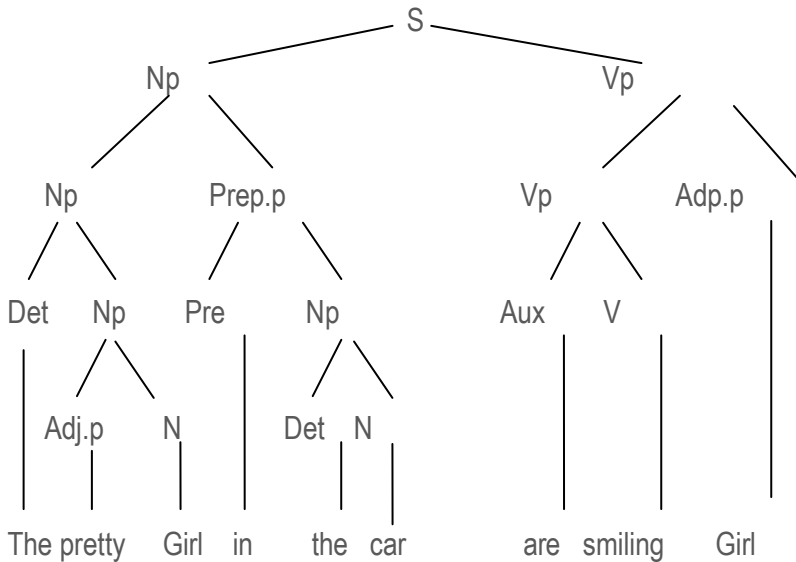 S
Np Vp
Np Prep.p Vp Adp.p
Det Np Pre Np Aux V
Adj.p N Det N
The pretty Girl in the car are smiling Girl